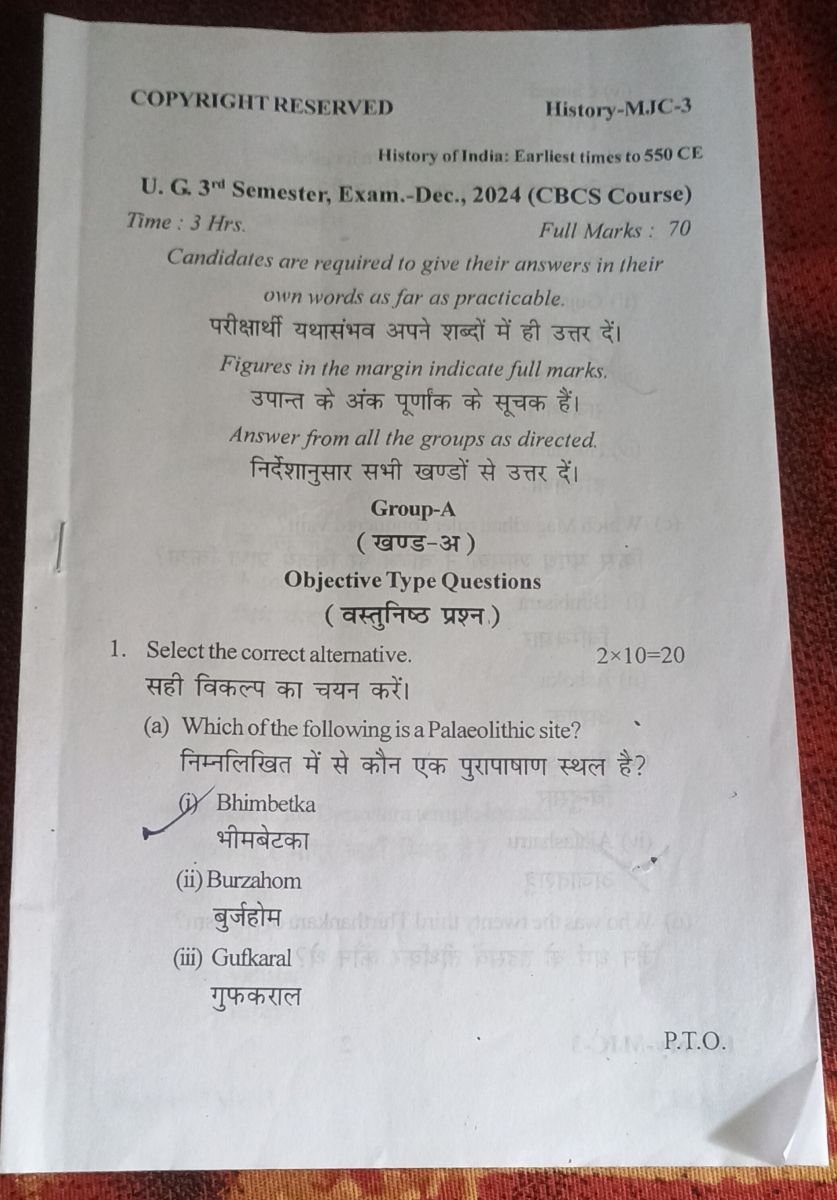 COPYRIGHT RESERVED
History-MJC-3
History of India: Earliest times to 550 CE
U. G. 3rd Semester, Exam.-Dec., 2024 (CBCS Course)
Time : 3 Hrs.
Full Marks : 70
Candidates are required to give their answers in their
own words as far as practicable.
परीक्षार्थी यथासंभव अपने शब्दों में ही उत्तर दें।
Figures in the margin indicate full marks.
उपान्त के अंक पूर्णांक के सूचक हैं।
Answer from all the groups as directed.
निर्देशानुसार सभी खण्डों से उत्तर दें।
Group-A
( खण्ड-अ )
Objective Type Questions
( वस्तुनिष्ठ प्रश्न )
1. Select the correct alternative. 2×10=20
सही विकल्प का चयन करें।
(a) Which of the following is a Palaeolithic site?
निम्नलिखित में से कौन एक पुरापाषाण स्थल है?
(i) Bhimbetka
भीमबेटका
(ii) Burzahom
बुर्जहोम
(iii) Gufkaral
गुफकराल
P.T.O.